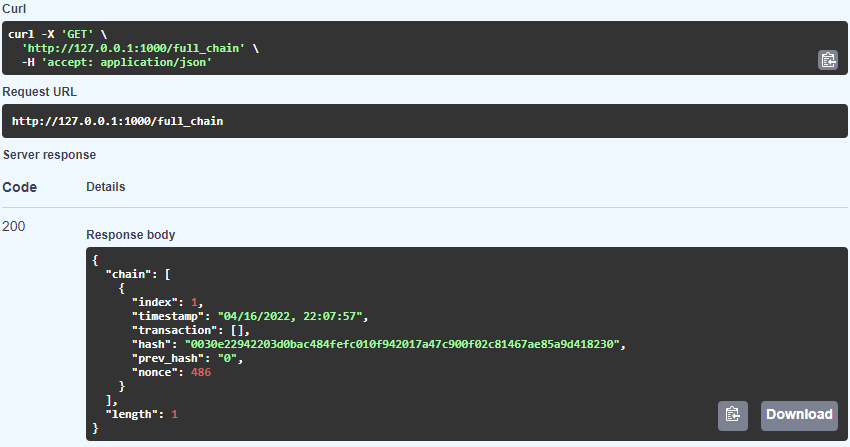 Curl
curl -X 'GET' \
  'http://127.0.0.1:1000/full_chain' \
  -H 'accept: application/json'
Request URL
http://127.0.0.1:1000/full_chain
Server response
Code Details
200
Response body
{
  "chain": [
    {
      "index": 1,
      "timestamp": "04/16/2022, 22:07:57",
      "transaction": [],
      "hash": "0030e22942203d0bac484fefc010f942017a47c900f02c81467ae85a9d418230",
      "prev_hash": "0",
      "nonce": 486
    }
  ],
  "length": 1
}
Download